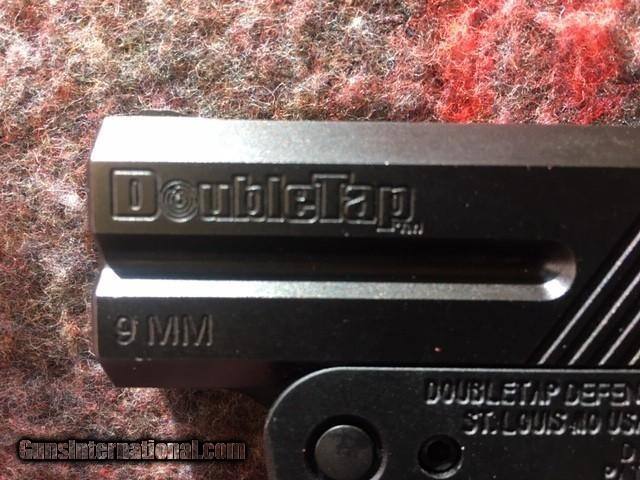 DoubleTap
9 MM
DOUBLETAP DEFEN
ST. LOUIS MO USA
GunsInternational.com